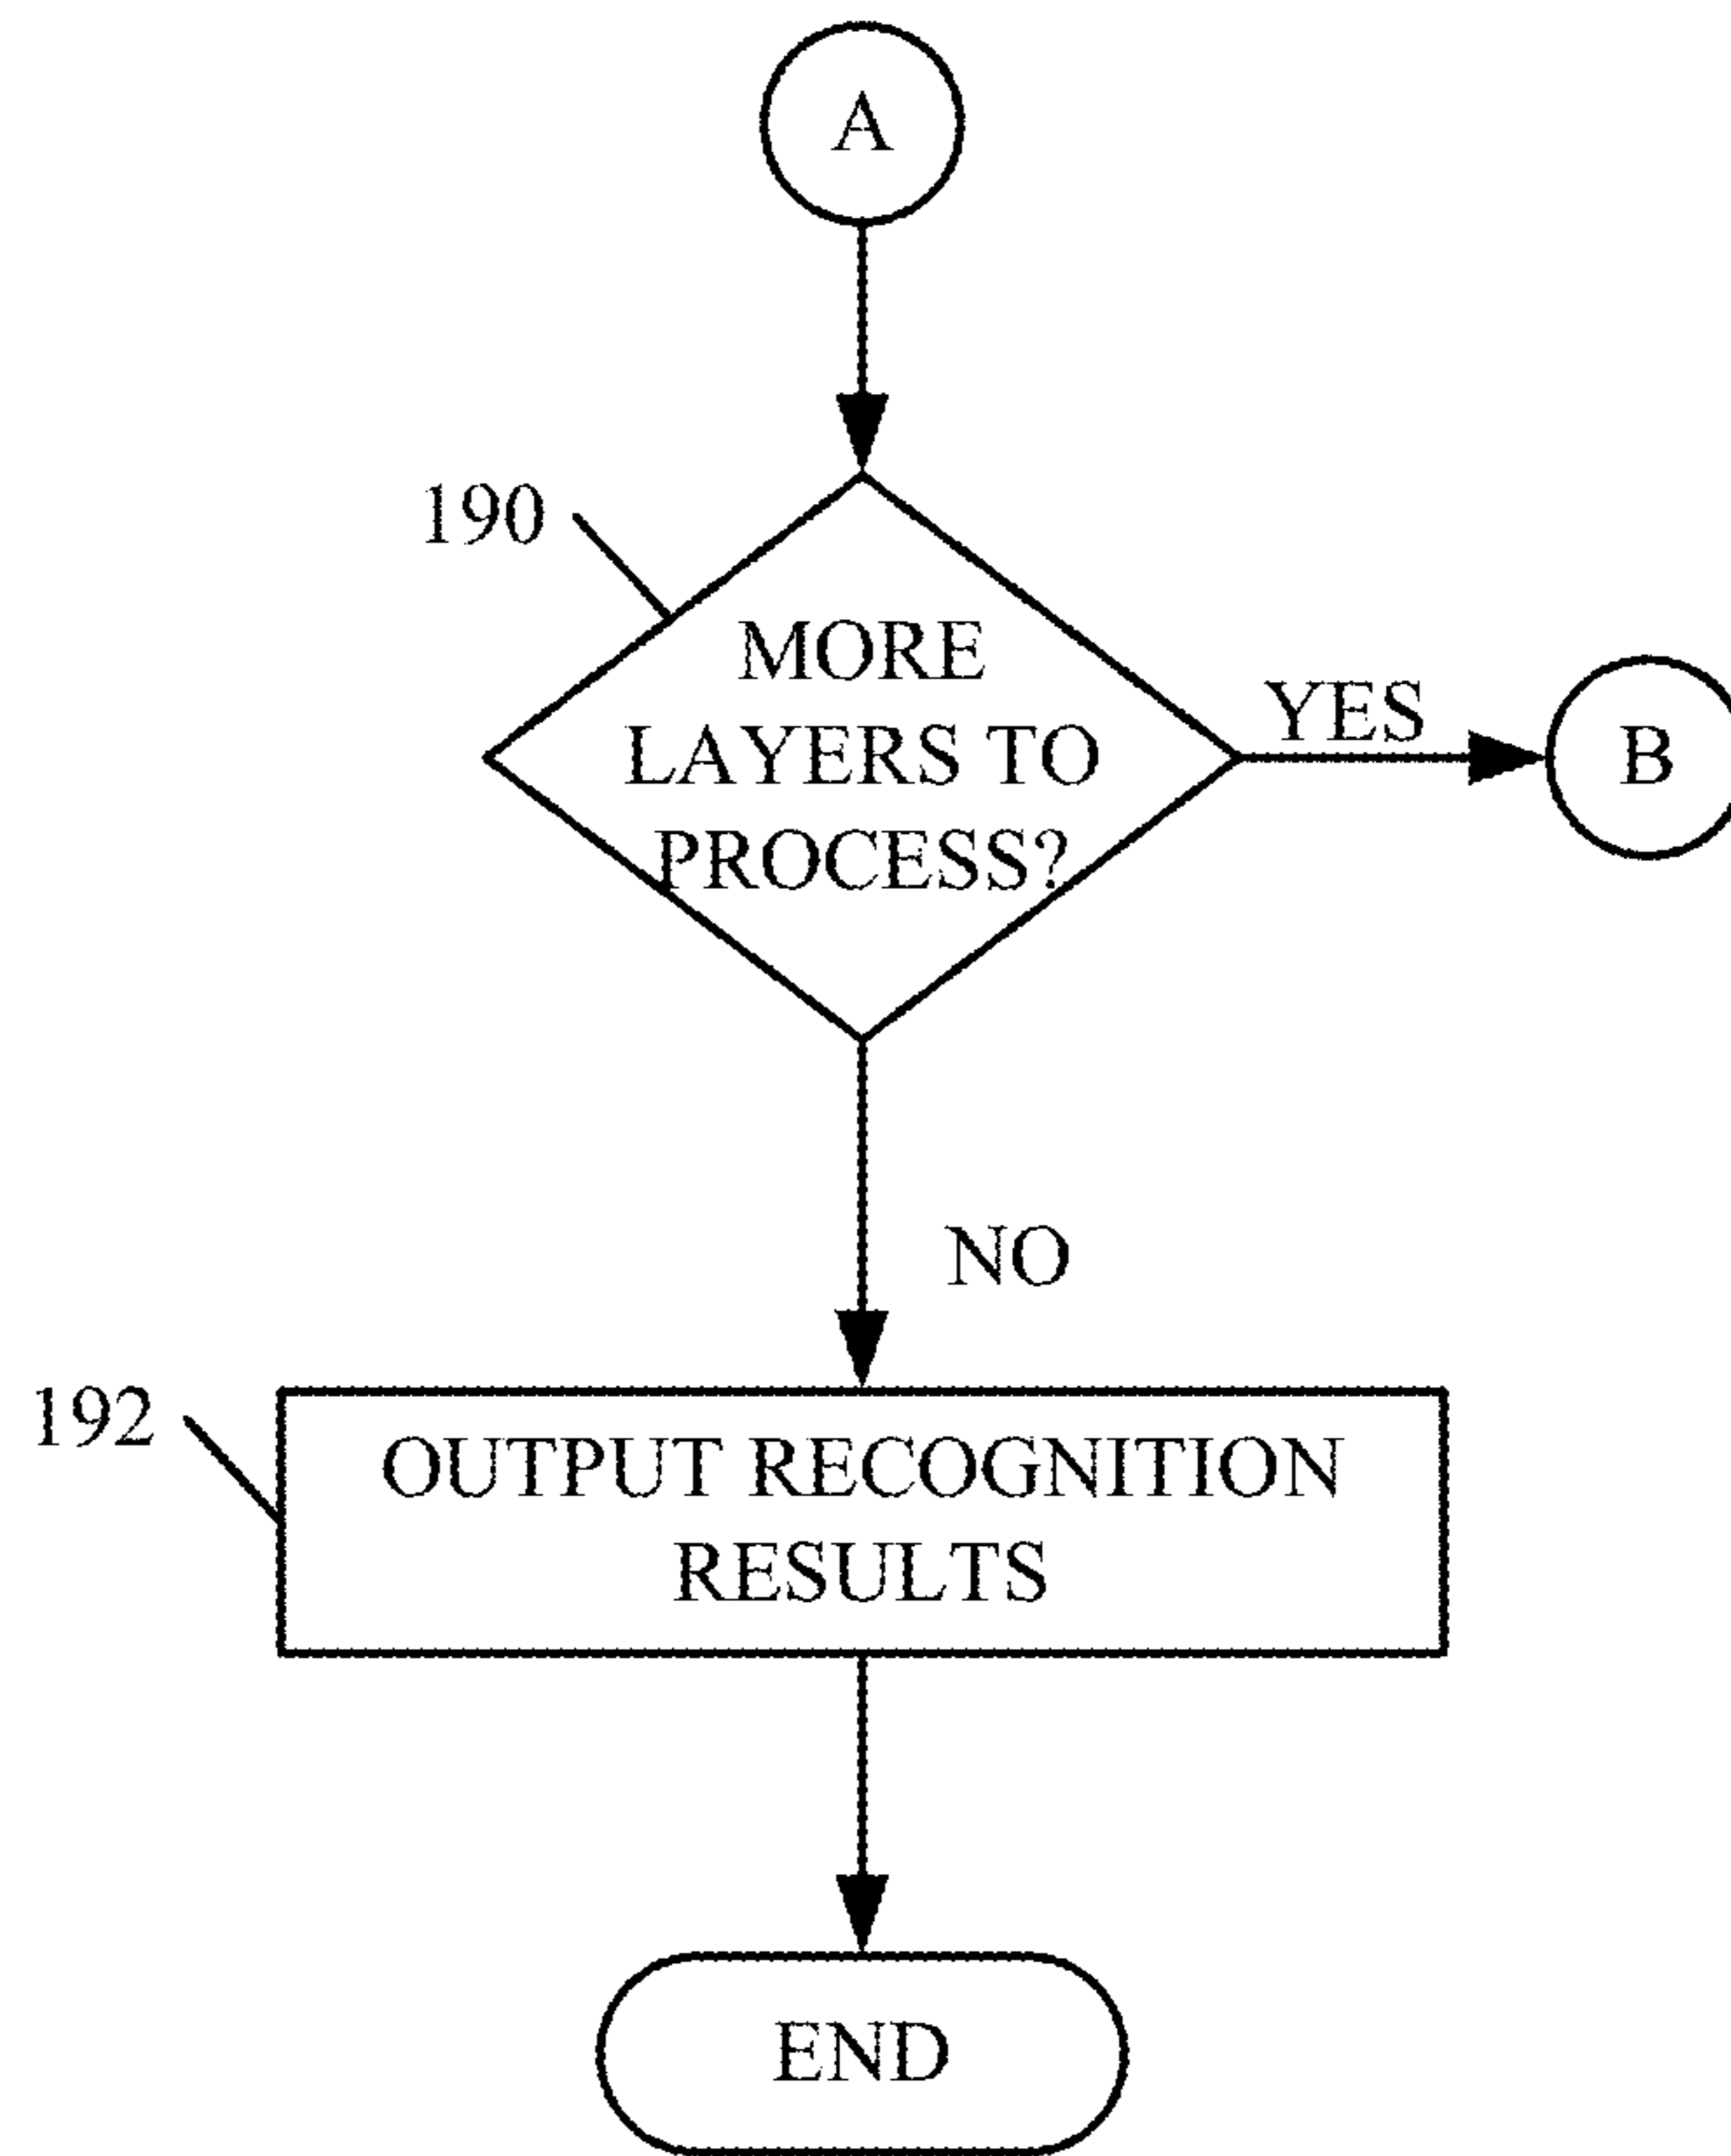 A
190
MORE
LAYERS TO
PROCESS?
YES
B
NO
192
OUTPUT RECOGNITION
RESULTS
END